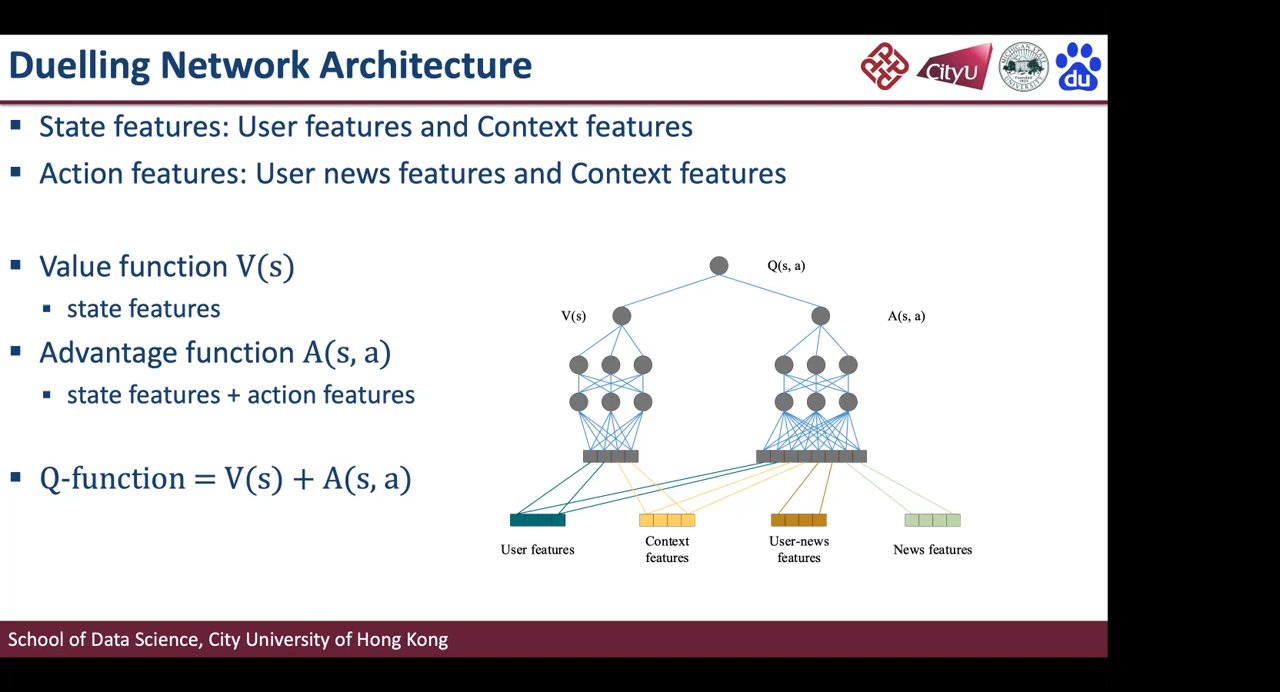 Duelling Network Architecture
CityU
du
State features: User features and Context features
Action features: User news features and Context features
Value function V(s)
state features
Advantage function A(s, a)
state features + action features
Q-function = V(s) + A(s, a)
Q(s, a)
V(s)
A(s, a)
User features
Context
features
User-news
features
News features
School of Data Science, City University of Hong Kong